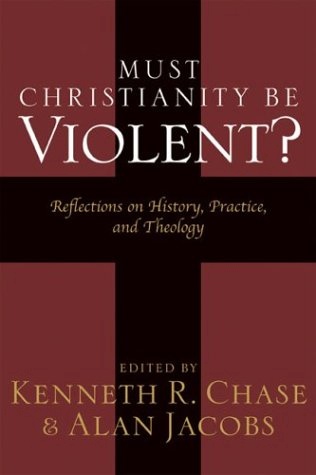 MUST
CHRISTIANITY BE
VIOLENT?
Reflections on History, Practice,
and Theology
EDITED BY
KENNETH R. CHASE
& ALAN JACOBS